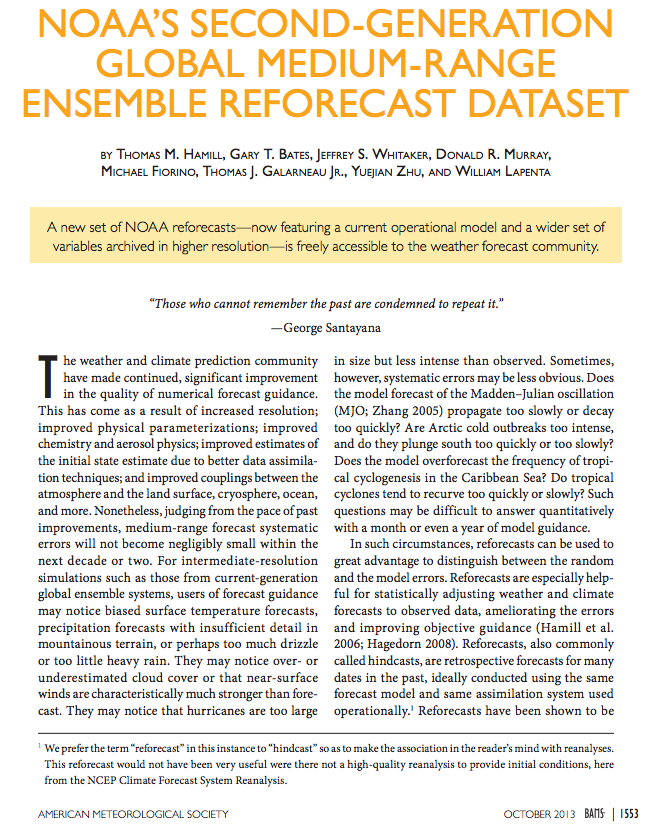 NOAA'S SECOND-GENERATION
GLOBAL MEDIUM-RANGE
ENSEMBLE REFORECAST DATASET
BY THOMAS M. HAMILL, GARY T. BATES, JEFFREY S. WHITAKER, DONALD R. MURRAY,
MICHAEL FIORINO, THOMAS J. GALARNEAU JR., YUEJIAN ZHU, AND WILLIAM LAPENTA
A new set of NOAA reforecasts—now featuring a current operational model and a wider set of
variables archived in higher resolution—is freely accessible to the weather forecast community.
"Those who cannot remember the past are condemned to repeat it."
—George Santayana
The weather and climate prediction community
have made continued, significant improvement
in the quality of numerical forecast guidance.
This has come as a result of increased resolution;
improved physical parameterizations; improved
chemistry and aerosol physics; improved estimates of
the initial state estimate due to better data assimila-
tion techniques; and improved couplings between the
atmosphere and the land surface, cryosphere, ocean,
and more. Nonetheless, judging from the pace of past
improvements, medium-range forecast systematic
errors will not become negligibly small within the
next decade or two. For intermediate-resolution
simulations such as those from current-generation
global ensemble systems, users of forecast guidance
may notice biased surface temperature forecasts,
precipitation forecasts with insufficient detail in
mountainous terrain, or perhaps too much drizzle
or too little heavy rain. They may notice over- or
underestimated cloud cover or that near-surface
winds are characteristically much stronger than fore-
cast. They may notice that hurricanes are too large
in size but less intense than observed. Sometimes,
however, systematic errors may be less obvious. Does
the model forecast of the Madden–Julian oscillation
(MJO; Zhang 2005) propagate too slowly or decay
too quickly? Are Arctic cold outbreaks too intense,
and do they plunge south too quickly or too slowly?
Does the model overforecast the frequency of tropi-
cal cyclogenesis in the Caribbean Sea? Do tropical
cyclones tend to recurve too quickly or slowly? Such
questions may be difficult to answer quantitatively
with a month or even a year of model guidance.
In such circumstances, reforecasts can be used to
great advantage to distinguish between the random
and the model errors. Reforecasts are especially help-
ful for statistically adjusting weather and climate
forecasts to observed data, ameliorating the errors
and improving objective guidance (Hamill et al.
2006; Hagedorn 2008). Reforecasts, also commonly
called hindcasts, are retrospective forecasts for many
dates in the past, ideally conducted using the same
forecast model and same assimilation system used
operationally.¹ Reforecasts have been shown to be
¹ We prefer the term "reforecast" in this instance to "hindcast" so as to make the association in the reader's mind with reanalyses.
This reforecast would not have been very useful were there not a high-quality reanalysis to provide initial conditions, here
from the NCEP Climate Forecast System Reanalysis.
AMERICAN METEOROLOGICAL SOCIETY
OCTOBER 2013 BAMS | 1553